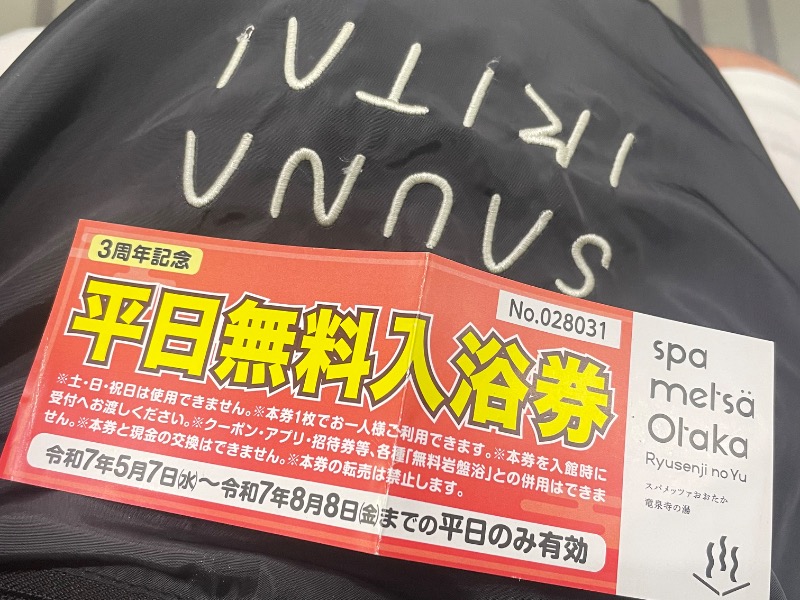 SAUNA
IKITAI
3周年記念
No.028031
平日無料入浴券
※土・日・祝日は使用できません。※本券1枚でお一人様ご利用できます。※本券を入館時に
受付へお渡しください。※クーポン・アプリ・招待券等、各種「無料岩盤浴」との併用はできま
せん。※本券と現金の交換はできません。※本券の転売は禁止します。
令和7年5月7日㈬〜令和7年8月8日㈮までの平日のみ有効
spa
metsä
Otaka
Ryusenji no Yu
スパメッツァおおたか
竜泉寺の湯